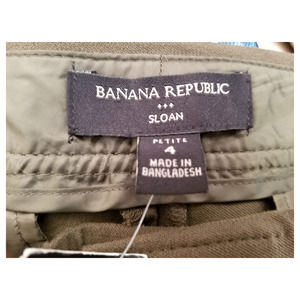 BANANA REPUBLIC
SLOAN
PETITE
4
MADE IN
BANGLADESH